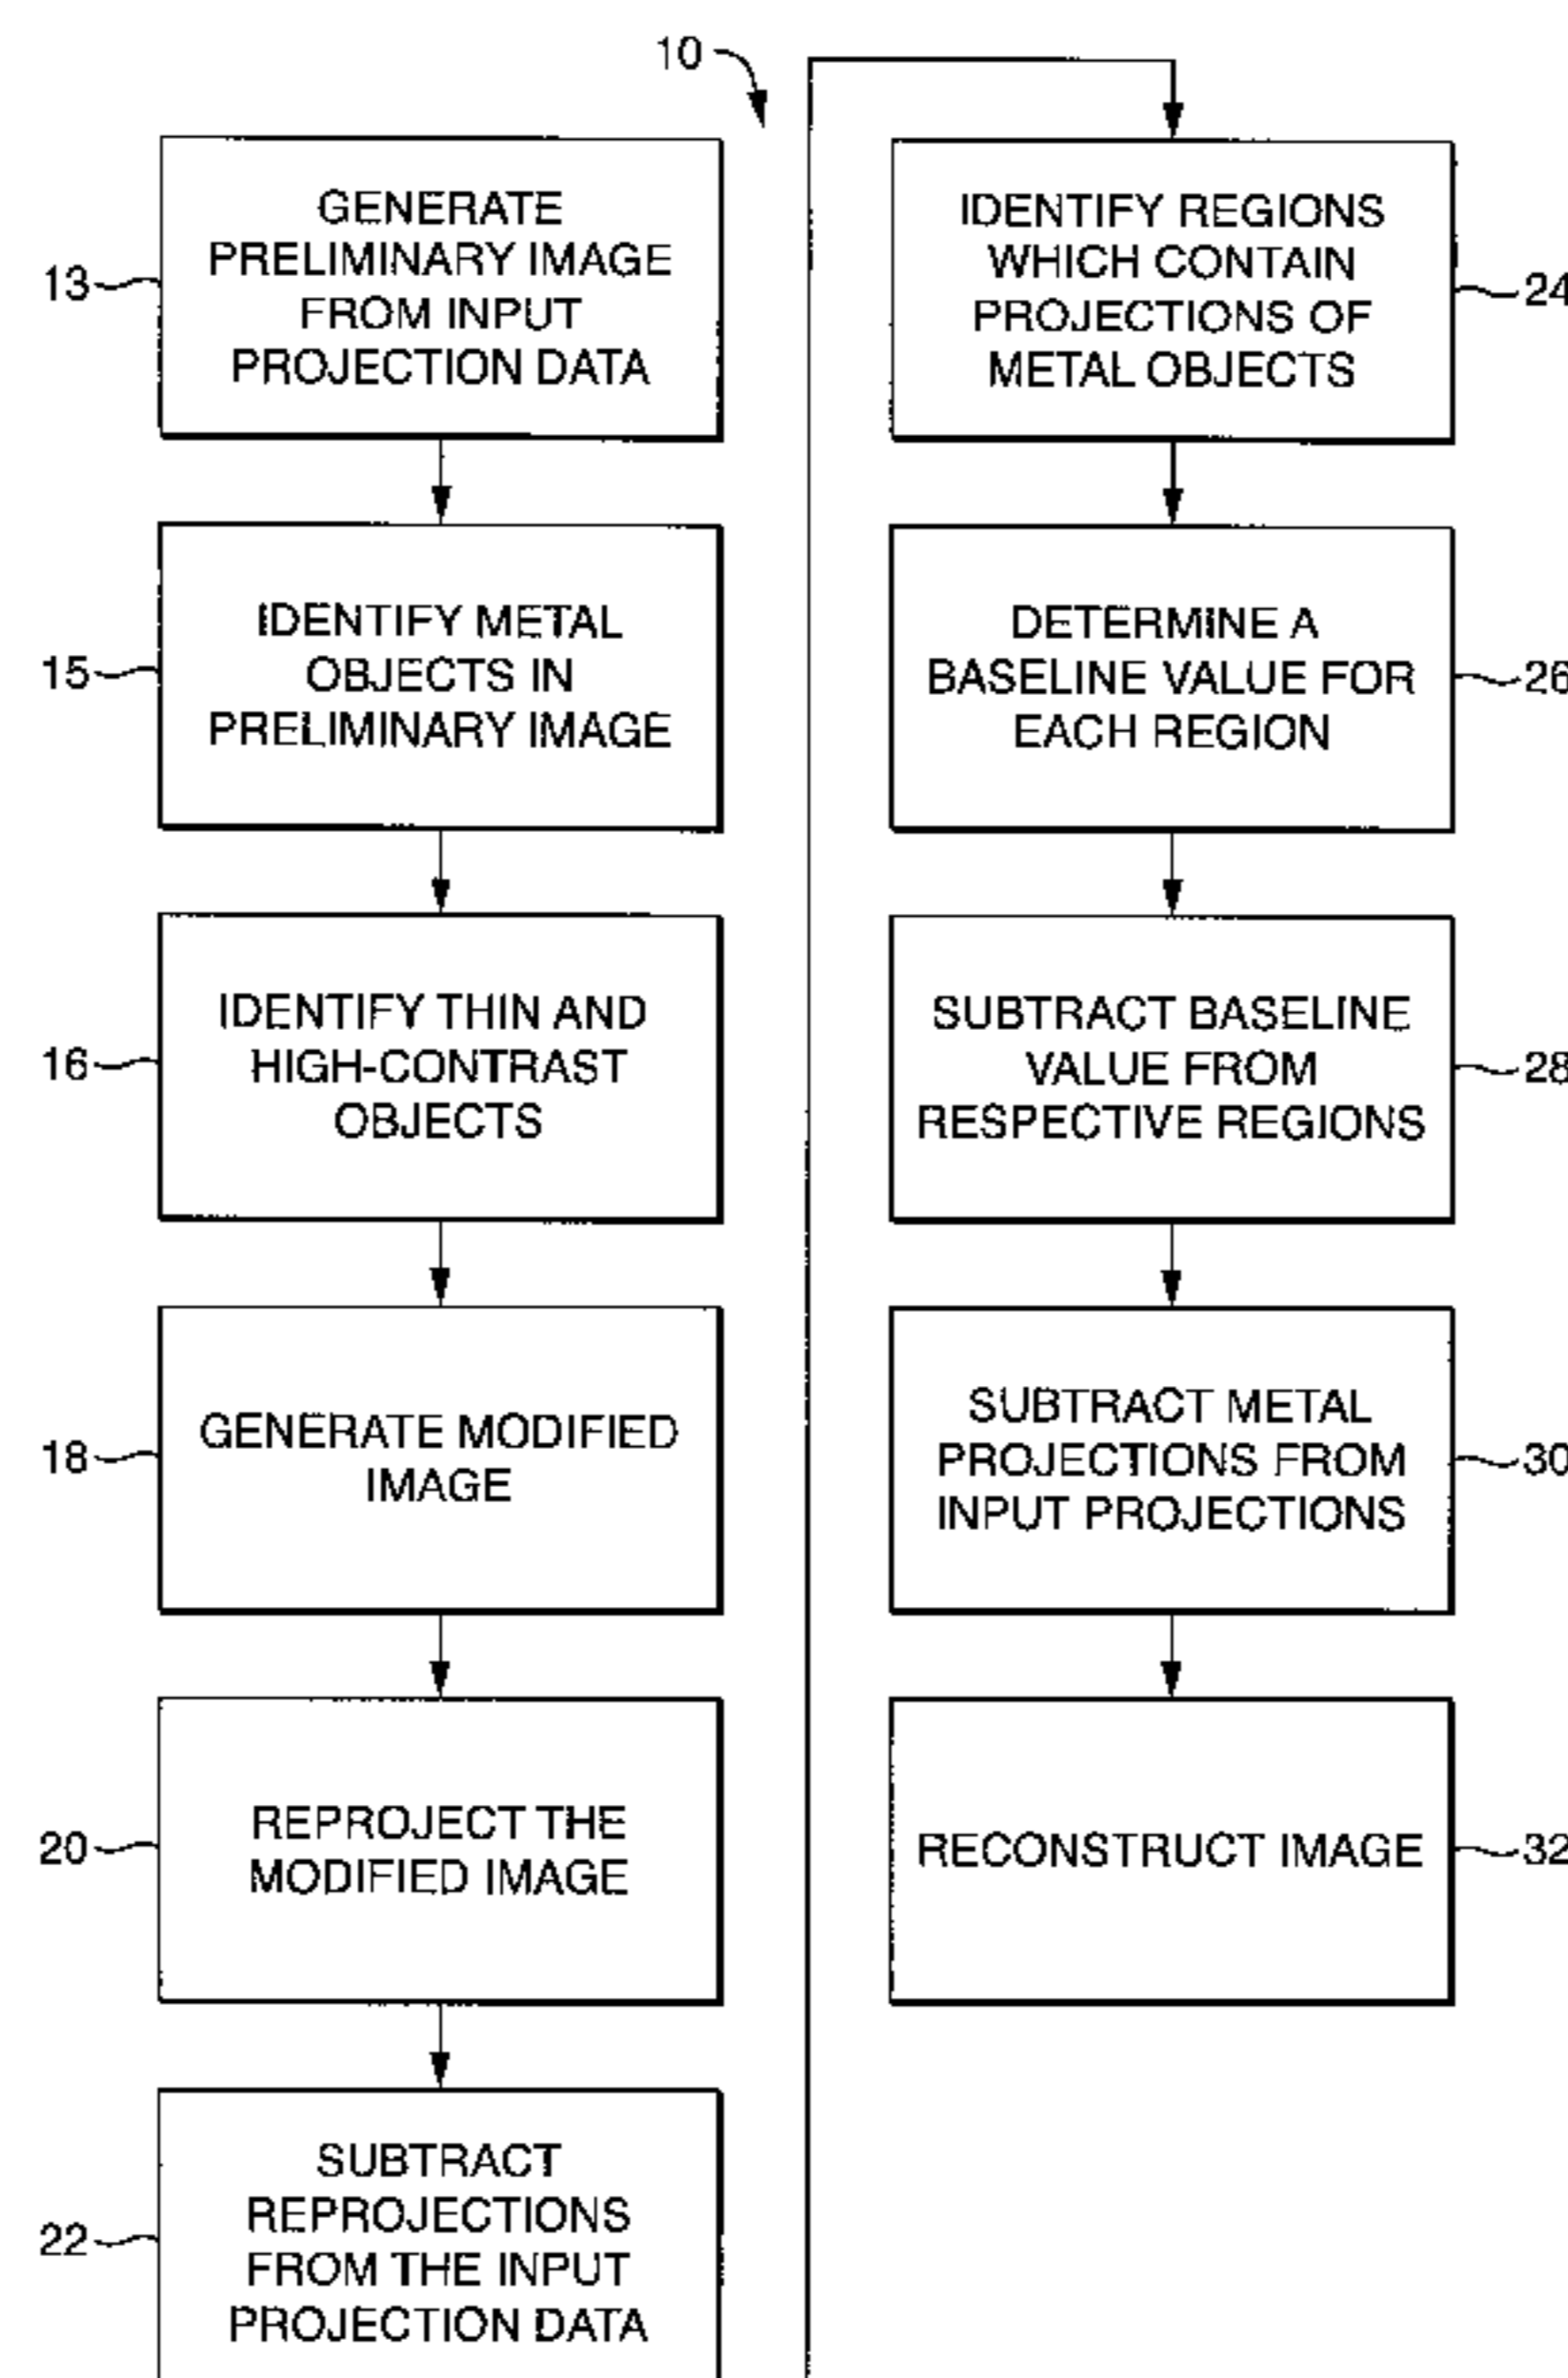 10
GENERATE
PRELIMINARY IMAGE
FROM INPUT
PROJECTION DATA
13
IDENTIFY METAL
OBJECTS IN
PRELIMINARY IMAGE
15
IDENTIFY THIN AND
HIGH-CONTRAST
OBJECTS
16
GENERATE MODIFIED
IMAGE
18
REPROJECT THE
MODIFIED IMAGE
20
SUBTRACT
REPROJECTIONS
FROM THE INPUT
PROJECTION DATA
22
IDENTIFY REGIONS
WHICH CONTAIN
PROJECTIONS OF
METAL OBJECTS
24
DETERMINE A
BASELINE VALUE FOR
EACH REGION
26
SUBTRACT BASELINE
VALUE FROM
RESPECTIVE REGIONS
28
SUBTRACT METAL
PROJECTIONS FROM
INPUT PROJECTIONS
30
RECONSTRUCT IMAGE
32